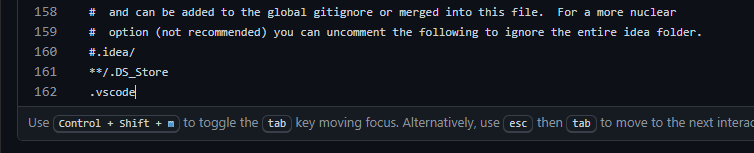 158 #  and can be added to the global gitignore or merged into this file.  For a more nuclear
159 #  option (not recommended) you can uncomment the following to ignore the entire idea folder.
160 #.idea/
161 **/.DS_Store
162 .vscode
Use Control + Shift + m to toggle the tab key moving focus. Alternatively, use esc then tab to move to the next interac